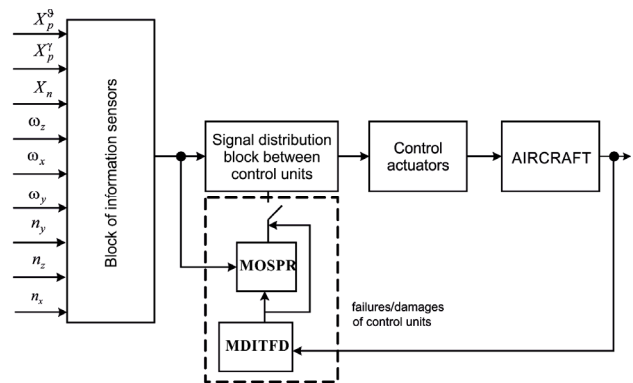 X_p^ϑ
X_p^γ
X_n
ω_z
ω_x
ω_y
n_y
n_z
n_x
Block of information sensors
Signal distribution
block between
control units
Control
actuators
AIRCRAFT
MOSPR
MDITFD
failures/damages
of control units